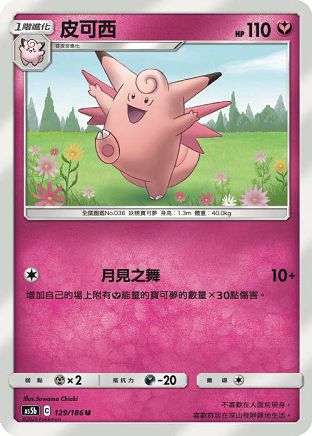 1階進化
皮可西
HP 110
從皮皮進化
全國圖鑑No.036 妖精寶可夢 身高：1.3m 體重：40.0kg
月見之舞 10+
增加自己的場上附有能量的寶可夢的數量×30點傷害。
弱點 ×2 抵抗力 -20 撤退
Illus.Suwama Chiaki
AS5b C 129/186 U
©2020 Pokémon
不喜歡在人面前現身。
喜歡群居在深山裡靜靜地生活。